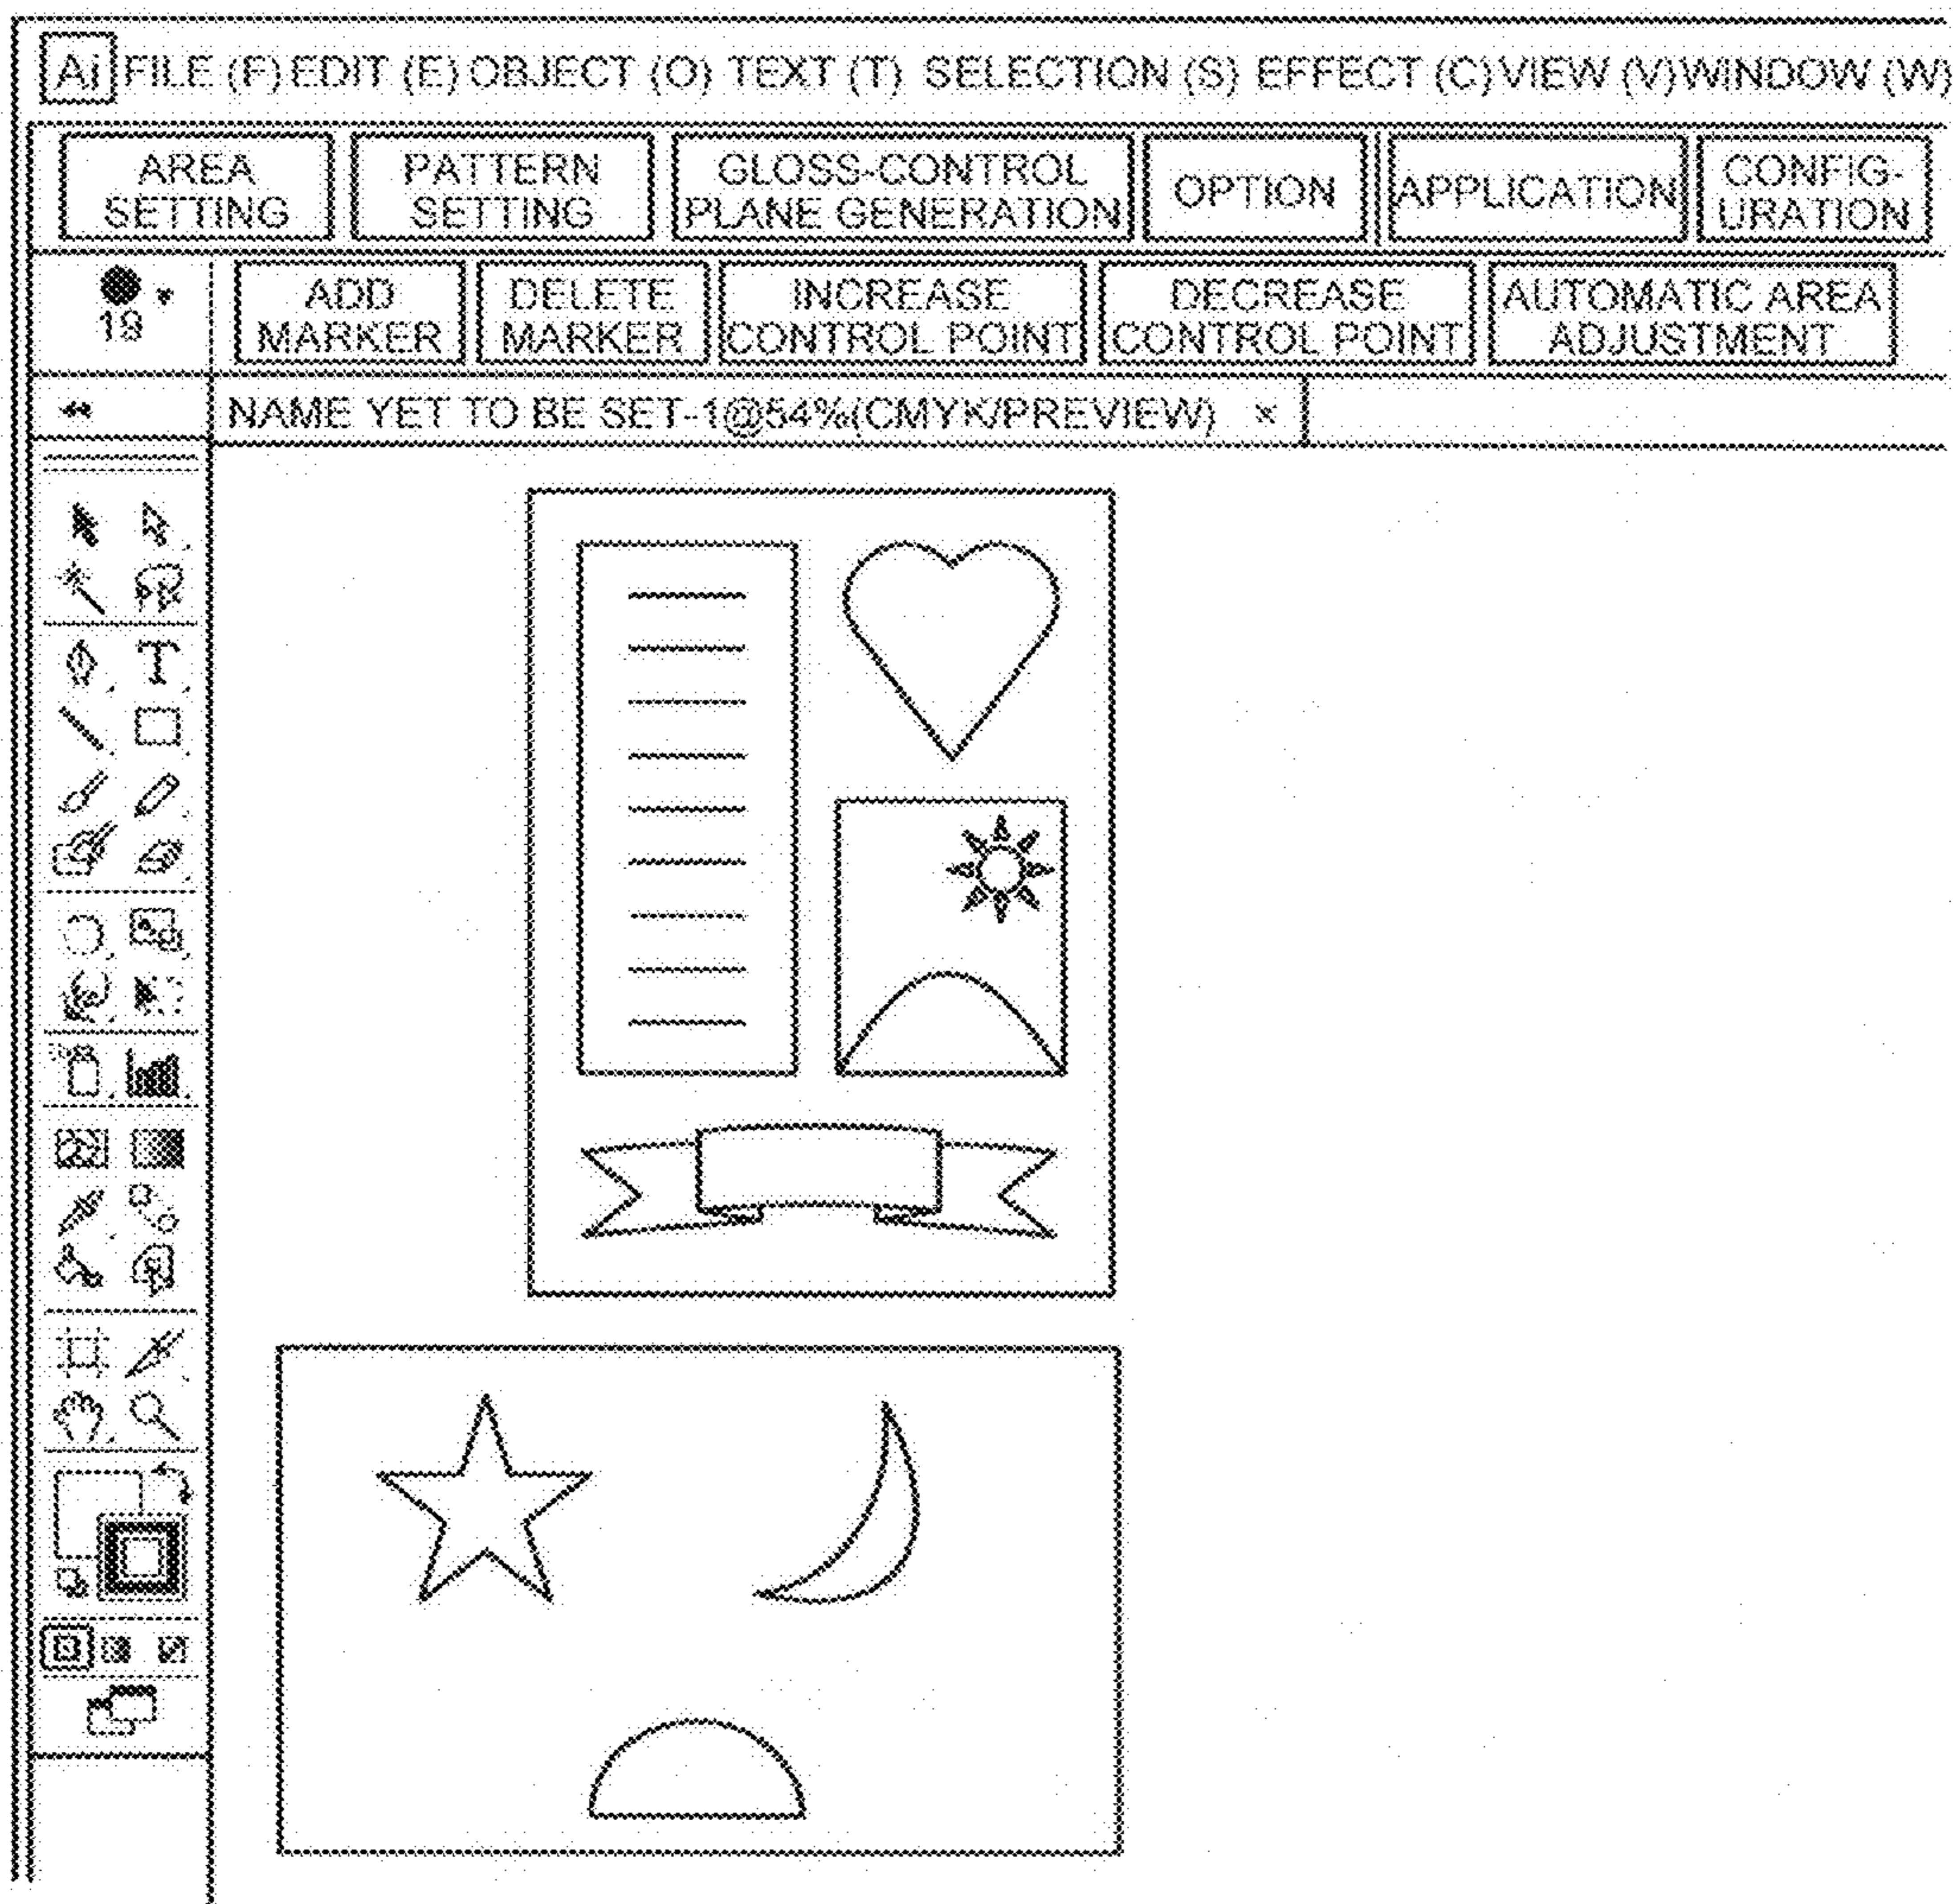 Ai FILE (F) EDIT (E) OBJECT (O) TEXT (T) SELECTION (S) EFFECT (C) VIEW (V) WINDOW (W)
AREA SETTING
PATTERN SETTING
GLOSS-CONTROL PLANE GENERATION
OPTION
APPLICATION
CONFIG-URATION
19
ADD MARKER
DELETE MARKER
INCREASE CONTROL POINT
DECREASE CONTROL POINT
AUTOMATIC AREA ADJUSTMENT
NAME YET TO BE SET-1@54%(CMYK/PREVIEW) ×
T